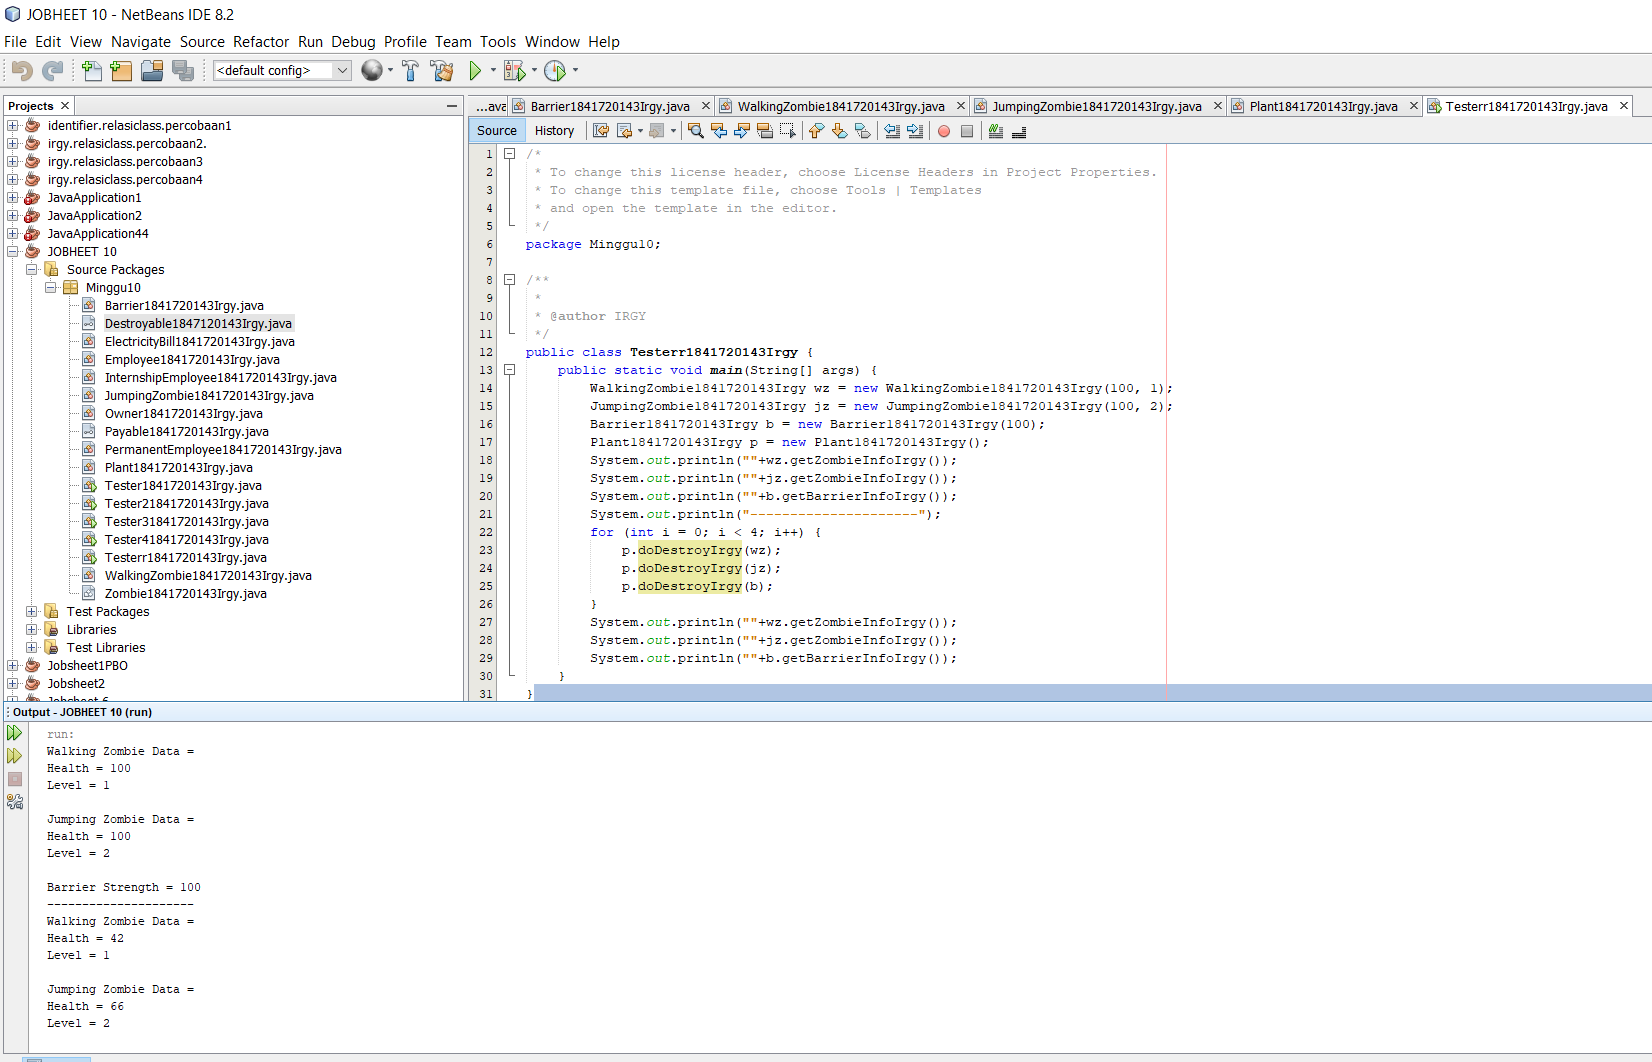 JOBHEET 10 - NetBeans IDE 8.2
File Edit View Navigate Source Refactor Run Debug Profile Team Tools Window Help
<default config>
Projects
identifier.relasiclass.percobaan1
irgy.relasiclass.percobaan2.
irgy.relasiclass.percobaan3
irgy.relasiclass.percobaan4
JavaApplication1
JavaApplication2
JavaApplication44
JOBHEET 10
Source Packages
Minggu10
Barrier1841720143Irgy.java
Destroyable1847120143Irgy.java
ElectricityBill1841720143Irgy.java
Employee1841720143Irgy.java
InternshipEmployee1841720143Irgy.java
JumpingZombie1841720143Irgy.java
Owner1841720143Irgy.java
Payable1841720143Irgy.java
PermanentEmployee1841720143Irgy.java
Plant1841720143Irgy.java
Tester1841720143Irgy.java
Tester21841720143Irgy.java
Tester31841720143Irgy.java
Tester41841720143Irgy.java
Testerr1841720143Irgy.java
WalkingZombie1841720143Irgy.java
Zombie1841720143Irgy.java
Test Packages
Libraries
Test Libraries
Jobsheet1PBO
Jobsheet2
Jobsheet 6
...ava Barrier1841720143Irgy.java WalkingZombie1841720143Irgy.java JumpingZombie1841720143Irgy.java Plant1841720143Irgy.java Testerr1841720143Irgy.java
Source History
1 /*
2 * To change this license header, choose License Headers in Project Properties.
3 * To change this template file, choose Tools | Templates
4 * and open the template in the editor.
5 */
6 package Minggu10;
7
8 /**
9 *
10 * @author IRGY
11 */
12 public class Testerr1841720143Irgy {
13 public static void main(String[] args) {
14 WalkingZombie1841720143Irgy wz = new WalkingZombie1841720143Irgy(100, 1);
15 JumpingZombie1841720143Irgy jz = new JumpingZombie1841720143Irgy(100, 2);
16 Barrier1841720143Irgy b = new Barrier1841720143Irgy(100);
17 Plant1841720143Irgy p = new Plant1841720143Irgy();
18 System.out.println(""+wz.getZombieInfoIrgy());
19 System.out.println(""+jz.getZombieInfoIrgy());
20 System.out.println(""+b.getBarrierInfoIrgy());
21 System.out.println("---------------------");
22 for (int i = 0; i < 4; i++) {
23 p.doDestroyIrgy(wz);
24 p.doDestroyIrgy(jz);
25 p.doDestroyIrgy(b);
26 }
27 System.out.println(""+wz.getZombieInfoIrgy());
28 System.out.println(""+jz.getZombieInfoIrgy());
29 System.out.println(""+b.getBarrierInfoIrgy());
30 }
31 }
Output - JOBHEET 10 (run)
run:
Walking Zombie Data =
Health = 100
Level = 1
Jumping Zombie Data =
Health = 100
Level = 2
Barrier Strength = 100
---------------------
Walking Zombie Data =
Health = 42
Level = 1
Jumping Zombie Data =
Health = 66
Level = 2